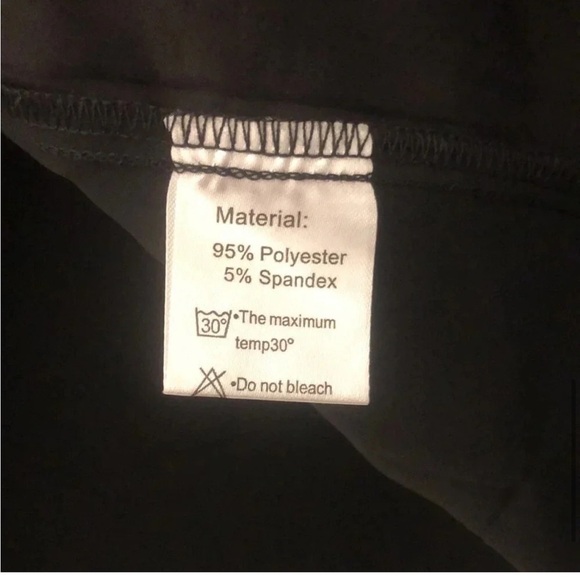 Material:
95% Polyester
5% Spandex
30° •The maximum
temp30°
•Do not bleach